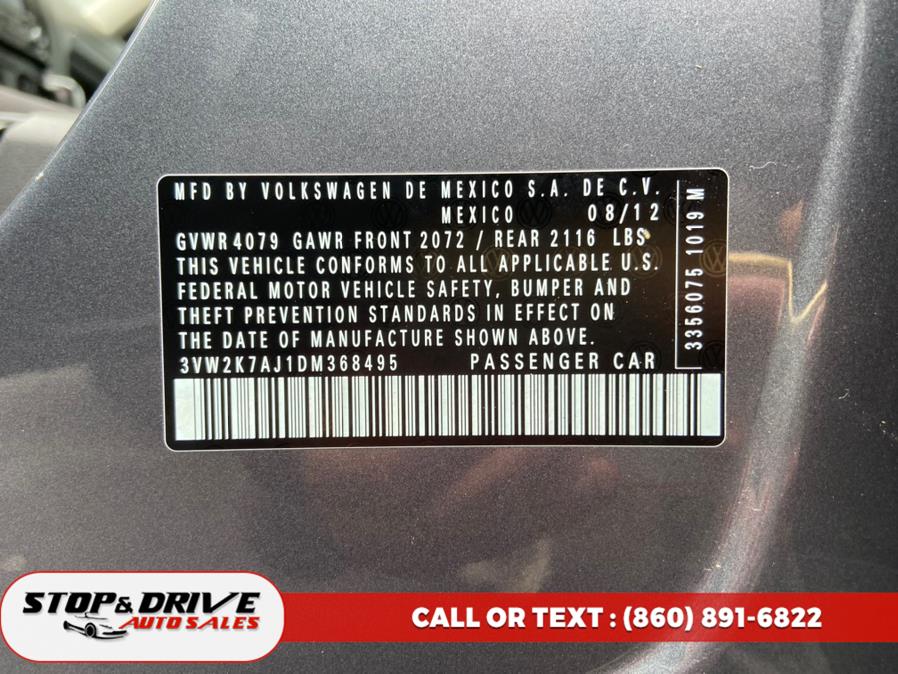 MFD BY VOLKSWAGEN DE MEXICO S.A. DE C.V.
MEXICO 08/12
GVWR 4079 GAWR FRONT 2072 / REAR 2116 LBS
THIS VEHICLE CONFORMS TO ALL APPLICABLE U.S.
FEDERAL MOTOR VEHICLE SAFETY, BUMPER AND
THEFT PREVENTION STANDARDS IN EFFECT ON
THE DATE OF MANUFACTURE SHOWN ABOVE.
3VW2K7AJ1DM368495 PASSENGER CAR
3356075 1019 M
STOP & DRIVE
AUTO SALES
CALL OR TEXT : (860) 891-6822